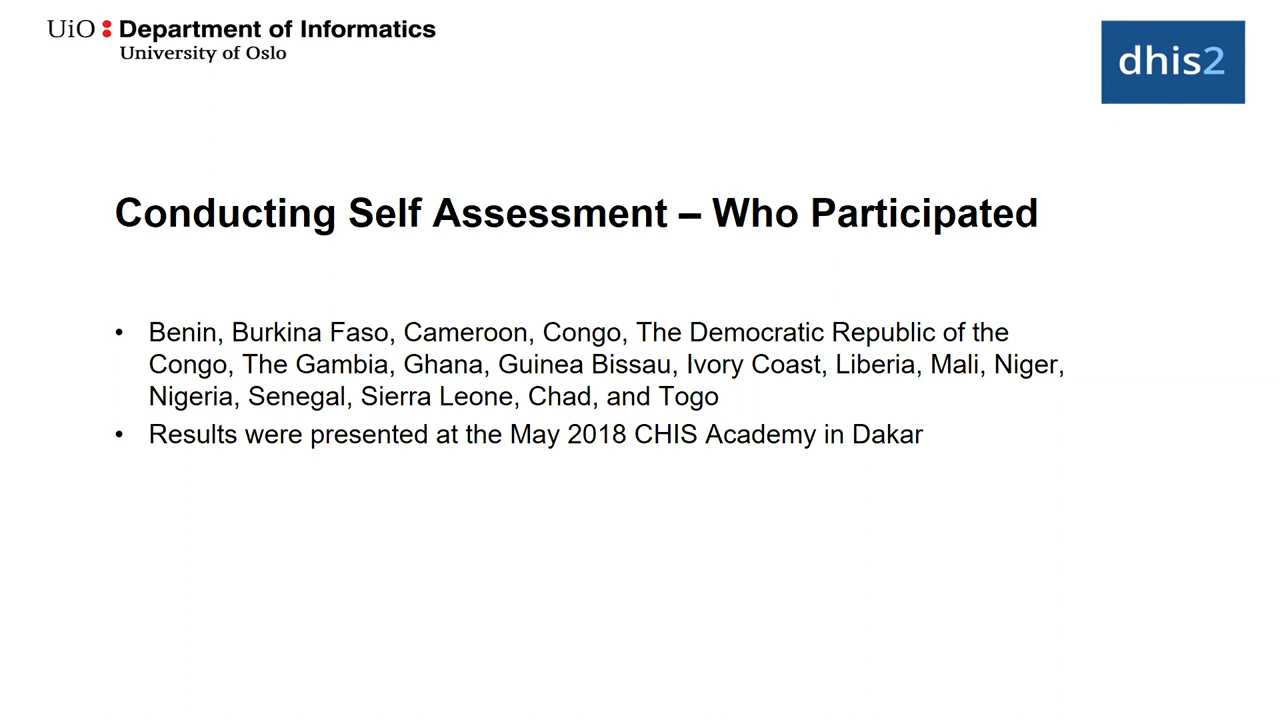 UiO Department of Informatics
University of Oslo
dhis2
Conducting Self Assessment – Who Participated
• Benin, Burkina Faso, Cameroon, Congo, The Democratic Republic of the
Congo, The Gambia, Ghana, Guinea Bissau, Ivory Coast, Liberia, Mali, Niger,
Nigeria, Senegal, Sierra Leone, Chad, and Togo
• Results were presented at the May 2018 CHIS Academy in Dakar